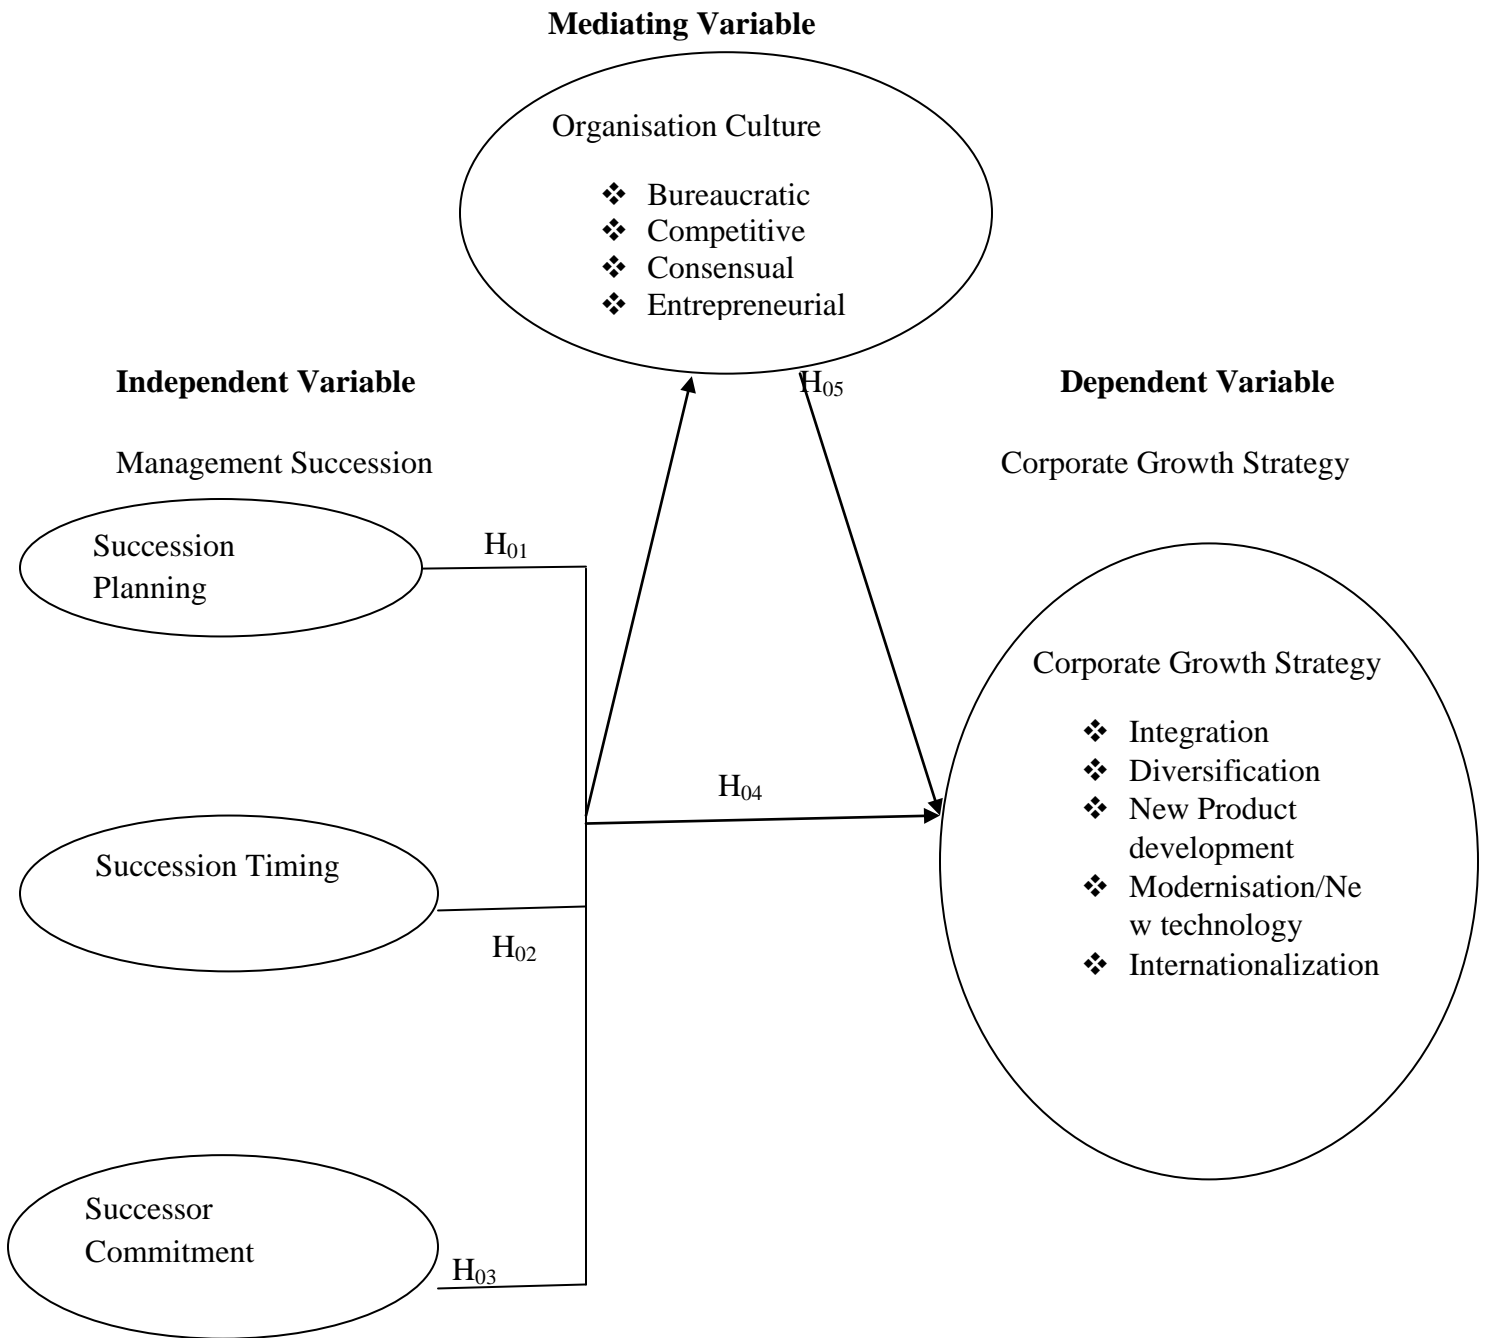 Mediating Variable
Organisation Culture
❖ Bureaucratic
❖ Competitive
❖ Consensual
❖ Entrepreneurial
Independent Variable
H₀₅
Dependent Variable
Management Succession
Corporate Growth Strategy
Succession
Planning
H₀₁
Corporate Growth Strategy
❖ Integration
❖ Diversification
❖ New Product
development
❖ Modernisation/Ne
w technology
❖ Internationalization
H₀₄
Succession Timing
H₀₂
Successor
Commitment
H₀₃